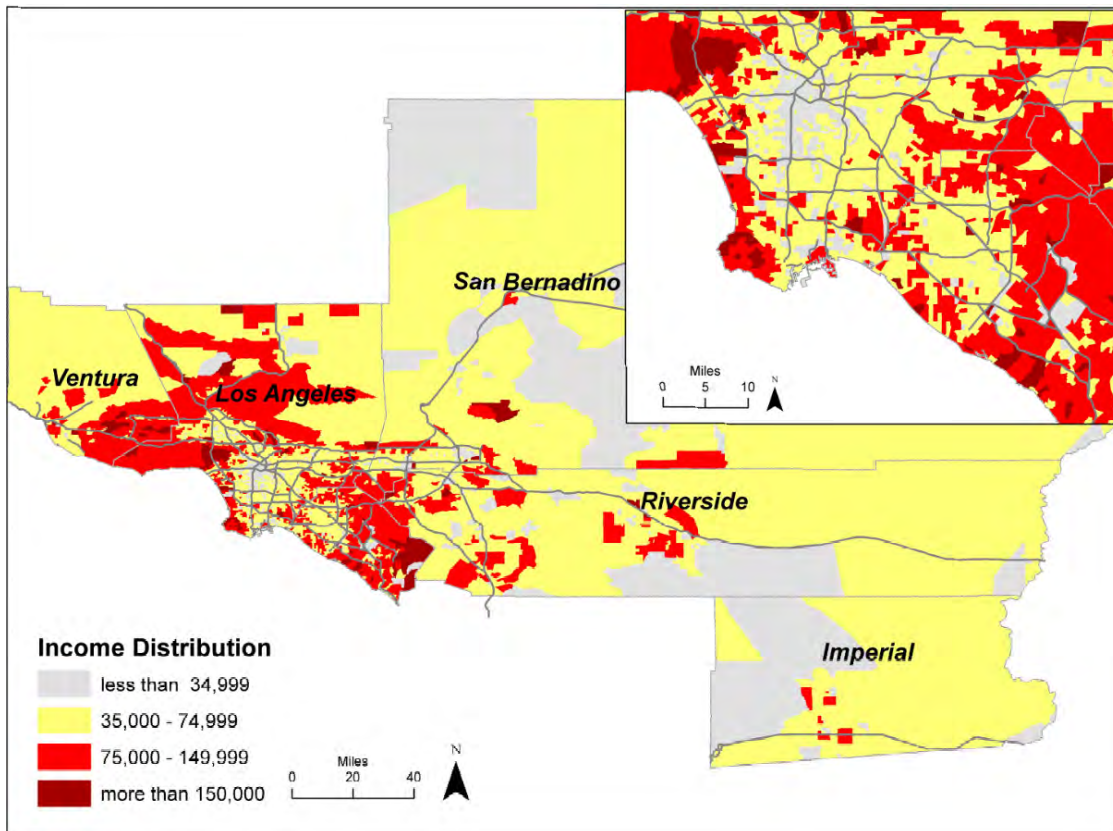 Miles
0 5 10
N
San Bernadino
Ventura
Los Angeles
Riverside
Imperial
Income Distribution
less than 34,999
35,000 - 74,999
75,000 - 149,999
more than 150,000
Miles
0 20 40
N